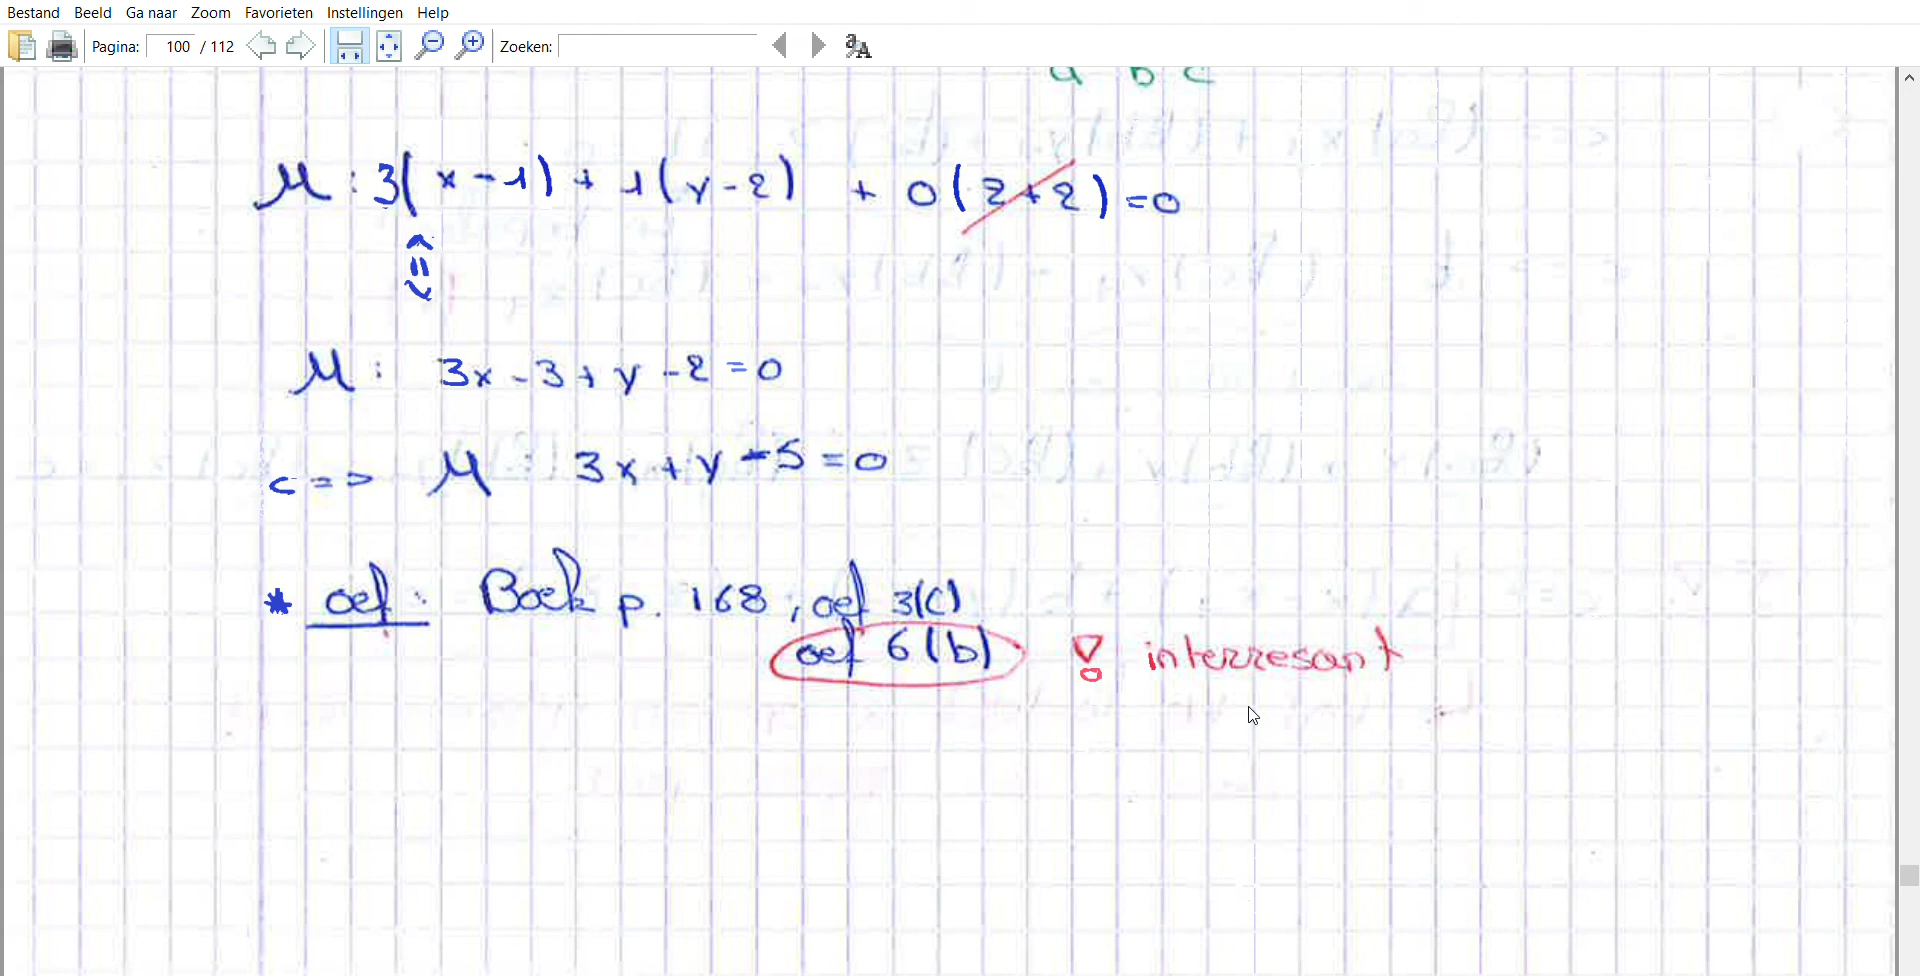 Bestand Beeld Ga naar Zoom Favorieten Instellingen Help
Pagina: 100 / 112 Zoeken:
a b c
μ : 3(x-1) + 1(y-2) + 0(z+2) = 0
<=>
μ : 3x - 3 + y - 2 = 0
<=> μ : 3x + y - 5 = 0
* oef : Boek p. 168, oef 3(c)
oef 6(b) ! interresant